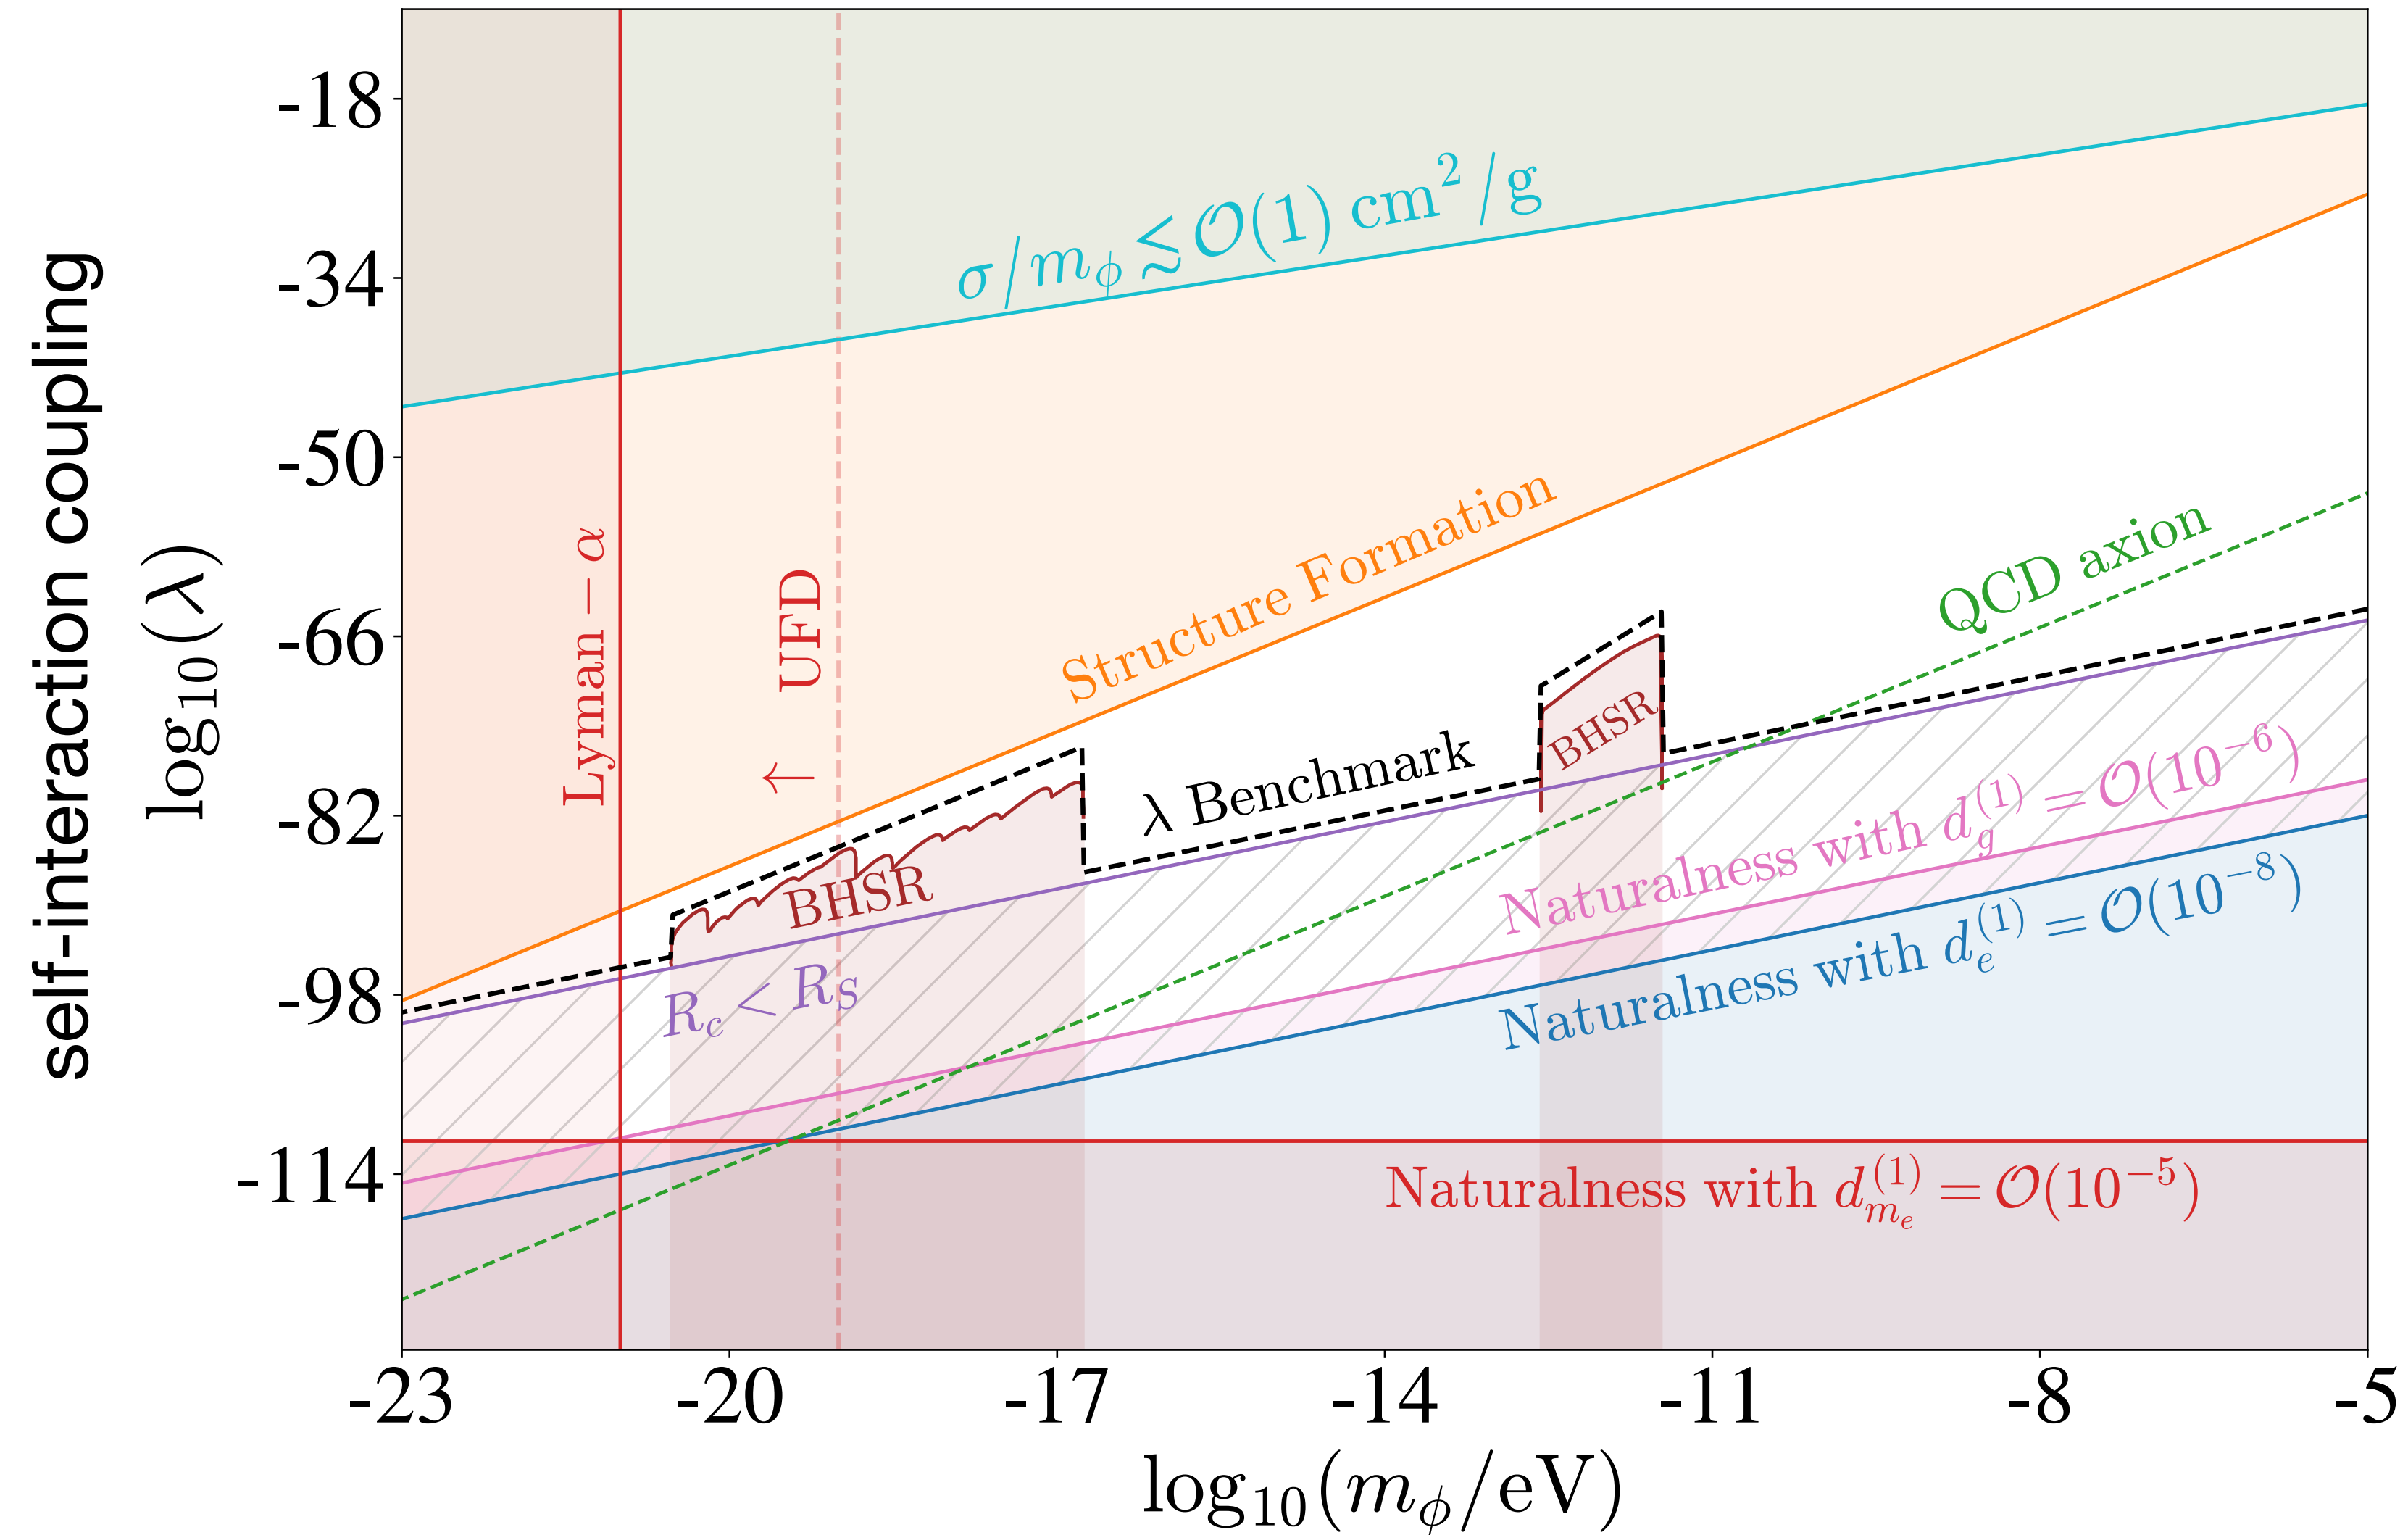 self-interaction coupling
log₁₀(λ)
-18
-34
-50
-66
-82
-98
-114
σ/m_ϕ ≲ 𝒪(1) cm²/g
Lyman − α
← UFD
Structure Formation
QCD axion
BHSR
λ Benchmark
BHSR
R_c < R_S
Naturalness with d_g^(1) = 𝒪(10⁻⁶)
Naturalness with d_e^(1) = 𝒪(10⁻⁸)
Naturalness with d_{m_e}^(1) = 𝒪(10⁻⁵)
-23 -20 -17 -14 -11 -8 -5
log₁₀(m_ϕ/eV)